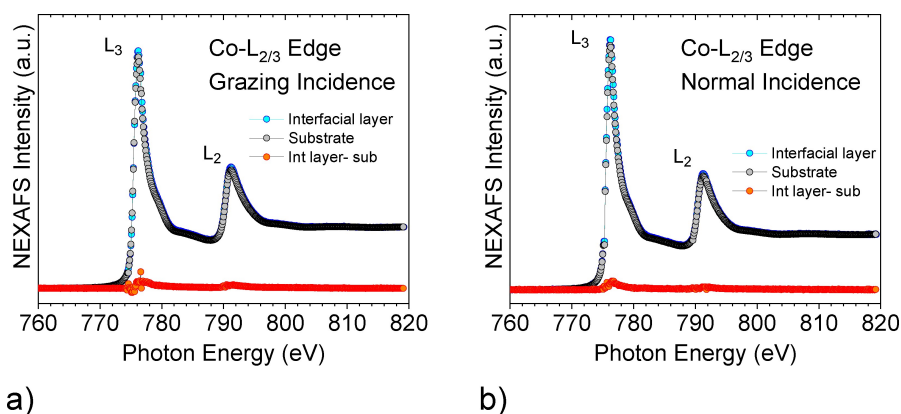 L3
Co-L2/3 Edge
Grazing Incidence
Interfacial layer
Substrate
Int layer- sub
L2
NEXAFS Intensity (a.u.)
760 770 780 790 800 810 820
Photon Energy (eV)
a)
L3
Co-L2/3 Edge
Normal Incidence
Interfacial layer
Substrate
Int layer- sub
L2
NEXAFS Intensity (a.u.)
760 770 780 790 800 810 820
Photon Energy (eV)
b)